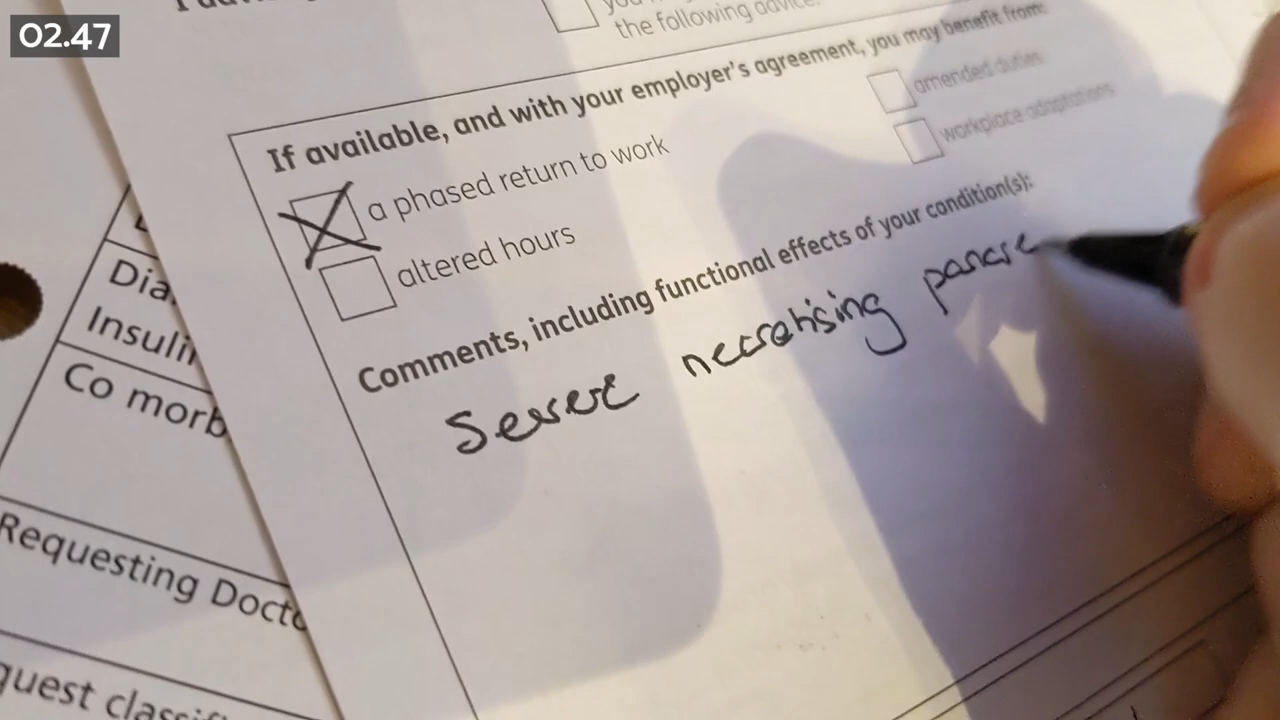 02.47
the following advice.
If available, and with your employer's agreement, you may benefit from:
a phased return to work
amended duties
altered hours
workplace adaptations
Comments, including functional effects of your condition(s):
Severe necrotising pancre
Dia
Insulin
Co morb
Requesting Docto
quest classifi